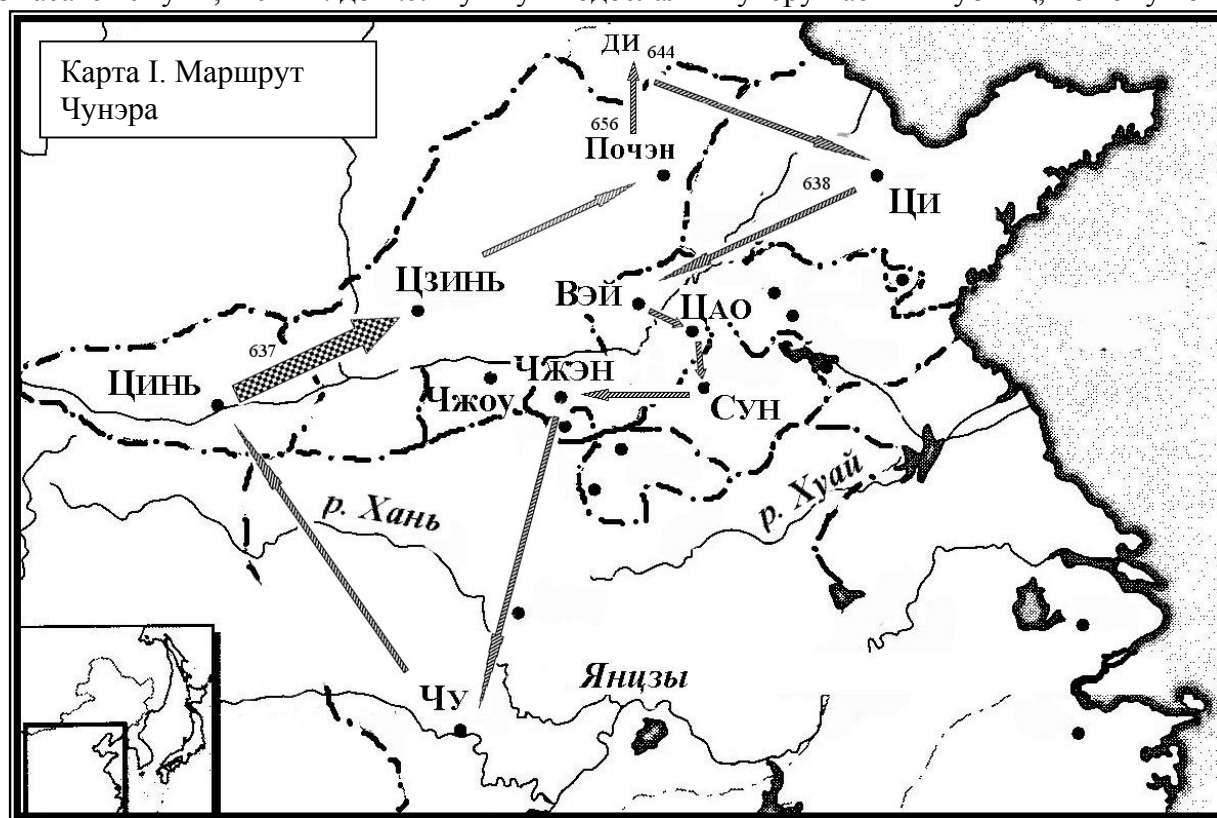 Карта I. Маршрут
Чунэра
ДИ
644
656
Почэн
638
ЦИ
ЦЗИНЬ
ВЭЙ
ЦАО
637
ЦИНЬ
ЧЖЭН
ЧЖОУ
СУН
р. Хань
р. Хуай
Янцзы
ЧУ